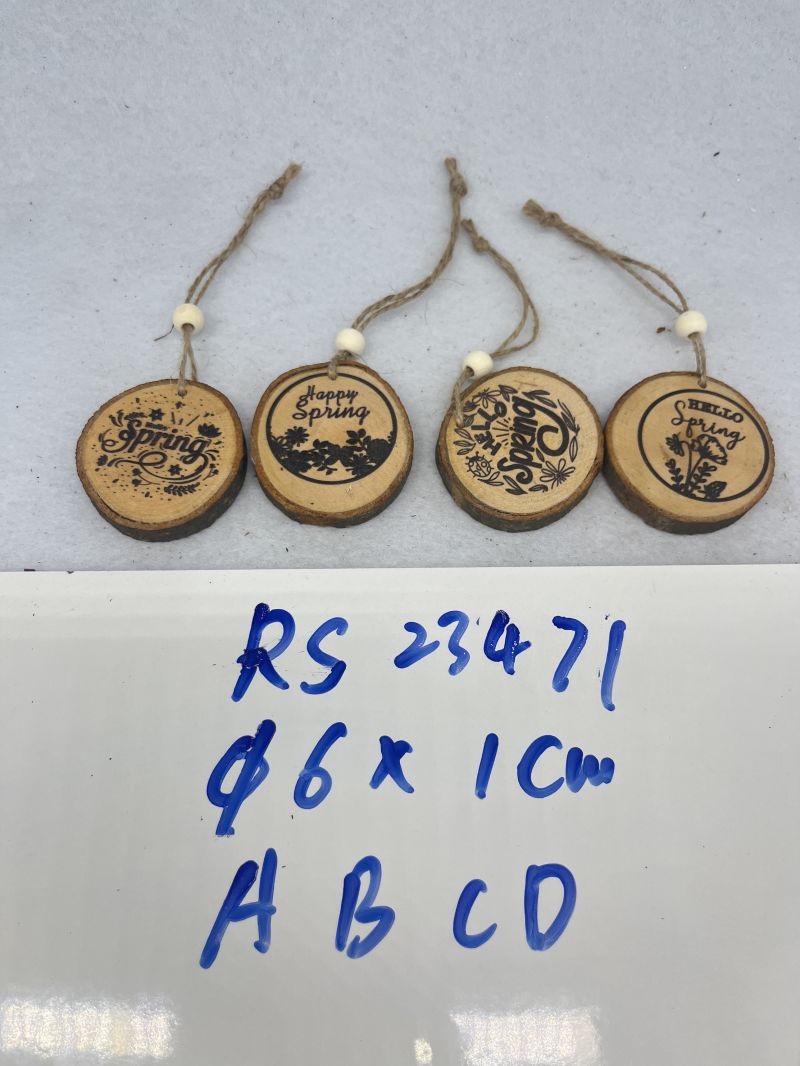 Spring
Happy
Spring
HELLO
Spring
HELLO
Spring
RS 23471
φ6 x 1cm
A B C D